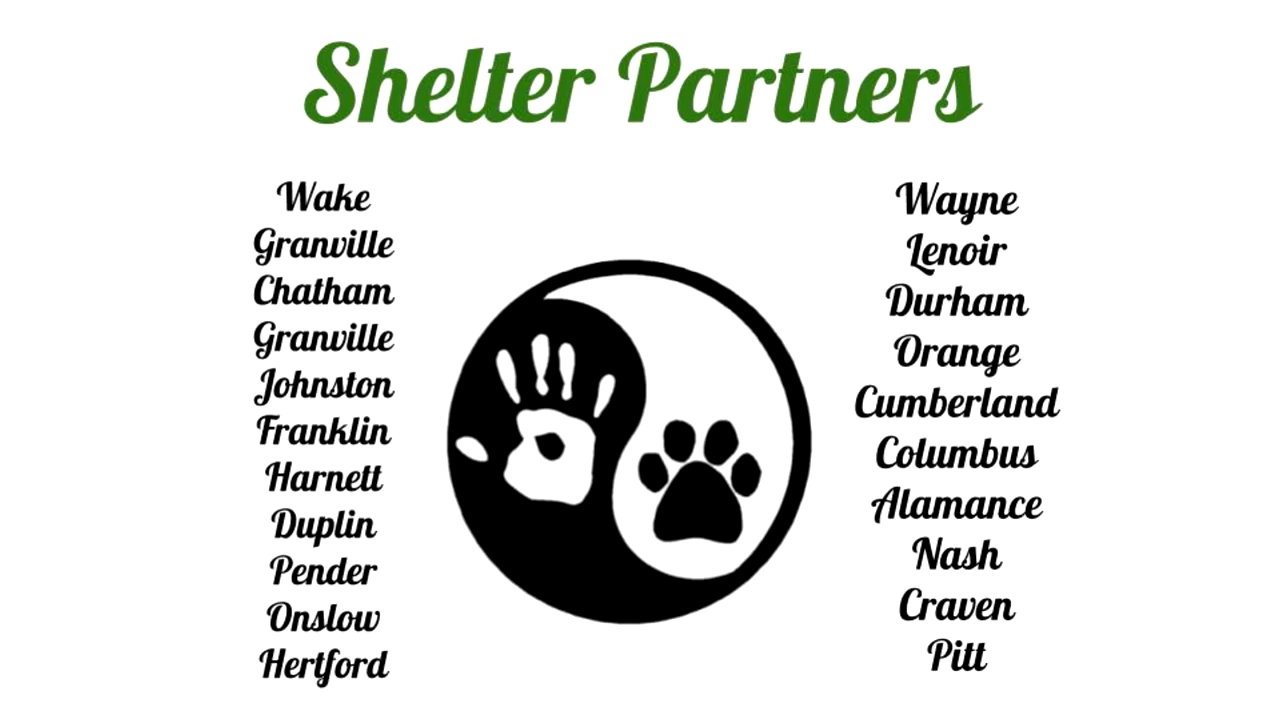 Shelter Partners
Wake
Granville
Chatham
Granville
Johnston
Franklin
Harnett
Duplin
Pender
Onslow
Hertford
Wayne
Lenoir
Durham
Orange
Cumberland
Columbus
Alamance
Nash
Craven
Pitt